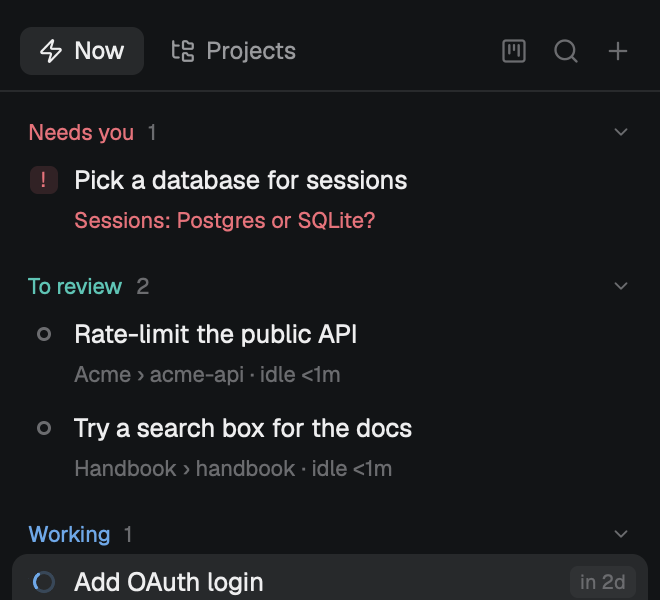 Now Projects
Needs you 1
! Pick a database for sessions
Sessions: Postgres or SQLite?
To review 2
Rate-limit the public API
Acme › acme-api · idle <1m
Try a search box for the docs
Handbook › handbook · idle <1m
Working 1
Add OAuth login in 2d